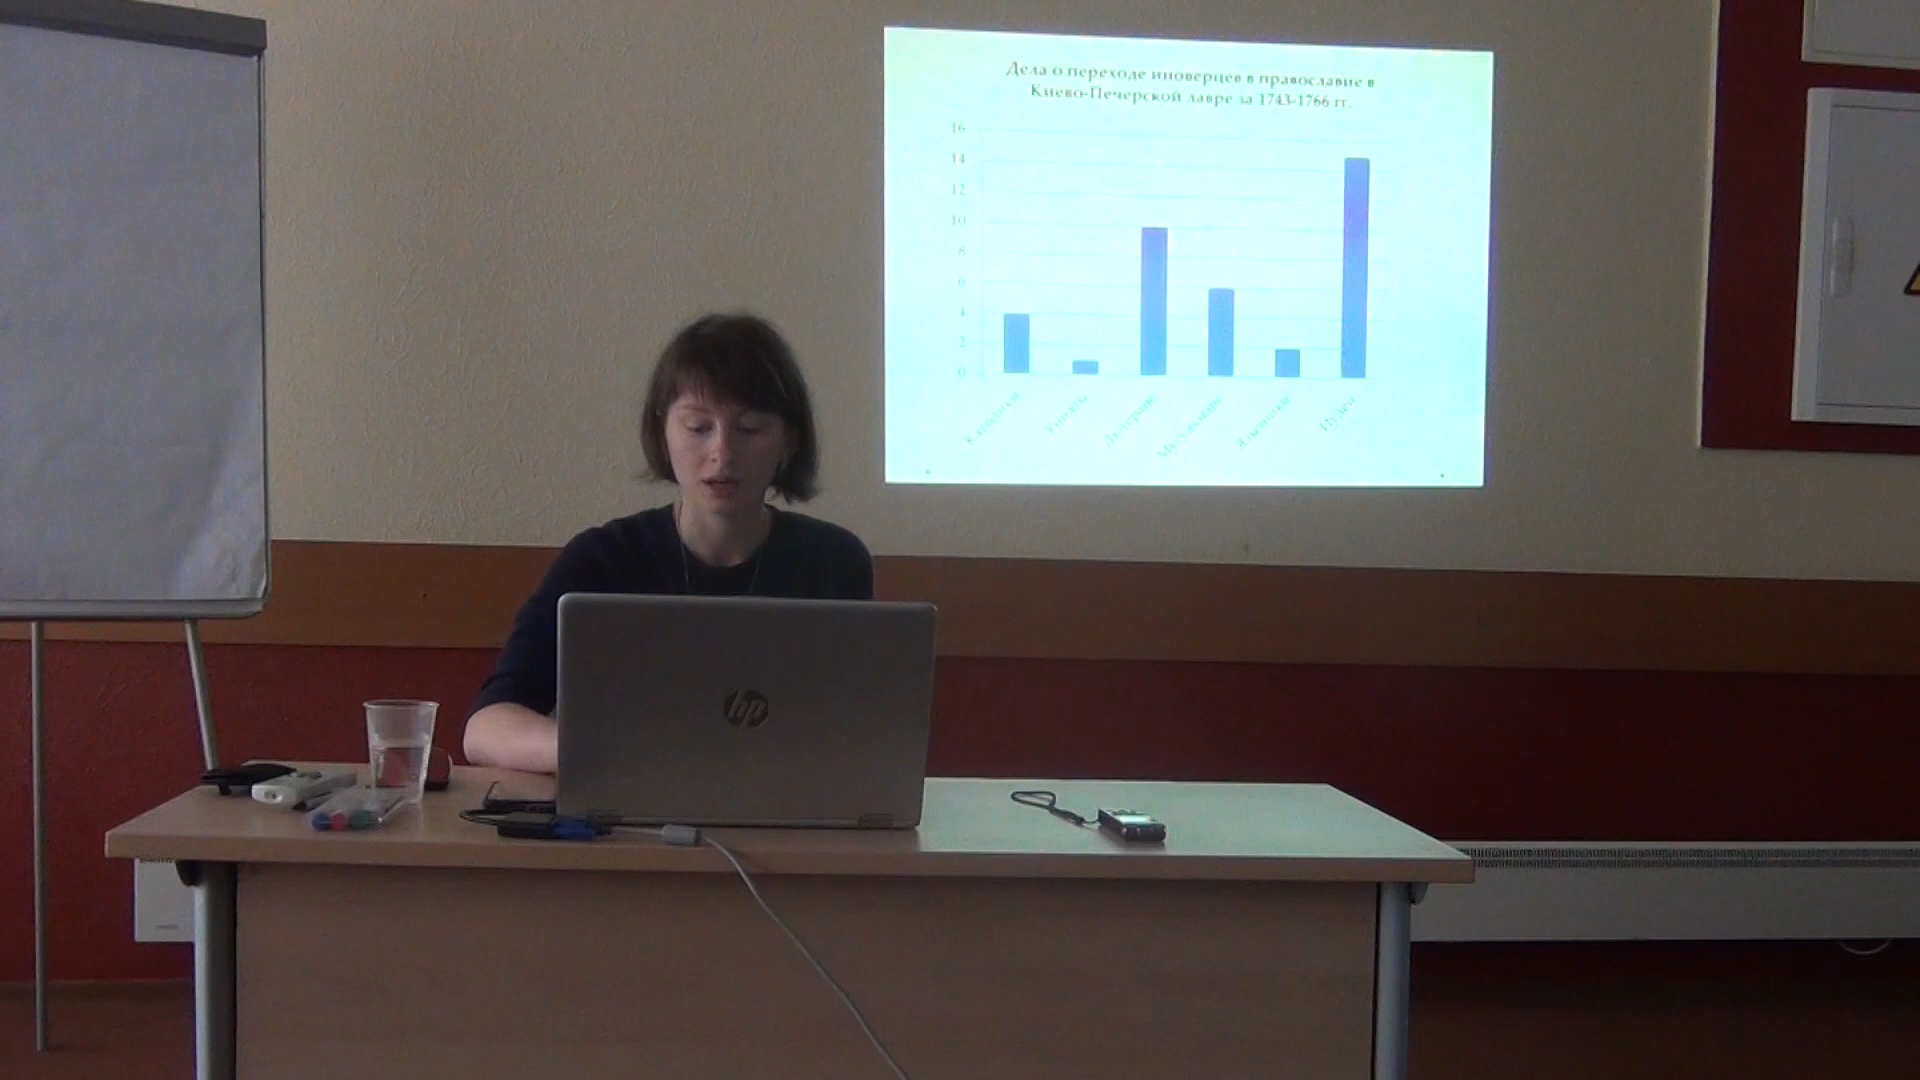 Дела о переходе иноверцев в православие в
Киево-Печерской лавре за 1743-1766 гг.
16
14
12
10
8
6
4
2
0
Католики
Униаты
Лютеране
Мусульмане
Язычники
Иудеи
hp